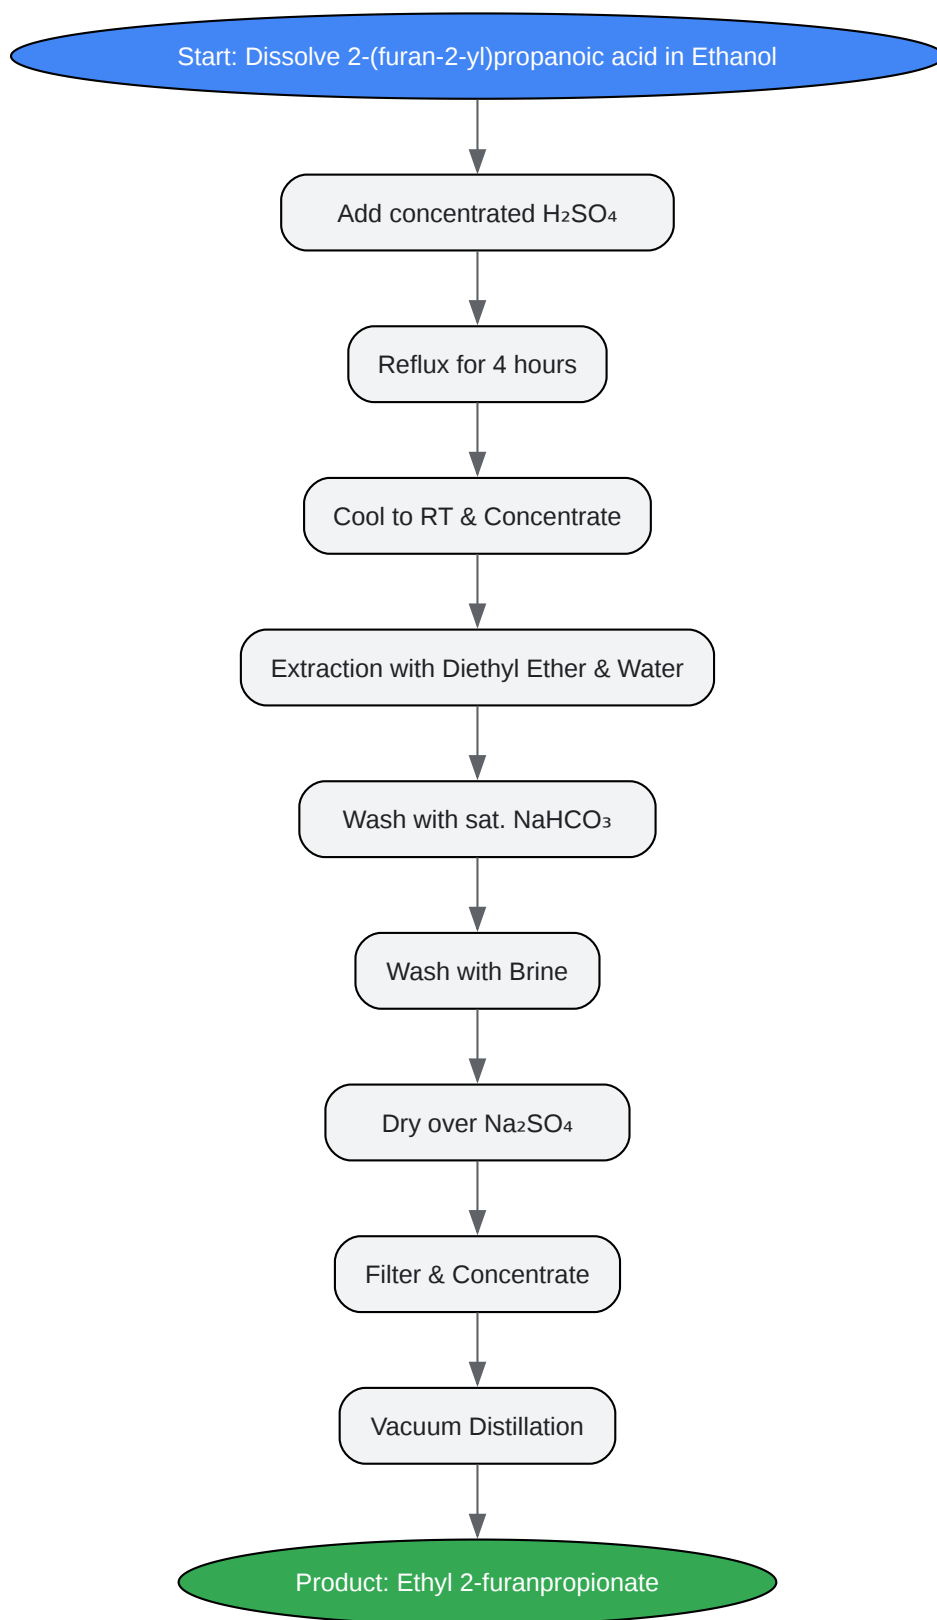 Start: Dissolve 2-(furan-2-yl)propanoic acid in Ethanol
Add concentrated H₂SO₄
Reflux for 4 hours
Cool to RT & Concentrate
Extraction with Diethyl Ether & Water
Wash with sat. NaHCO₃
Wash with Brine
Dry over Na₂SO₄
Filter & Concentrate
Vacuum Distillation
Product: Ethyl 2-furanpropionate